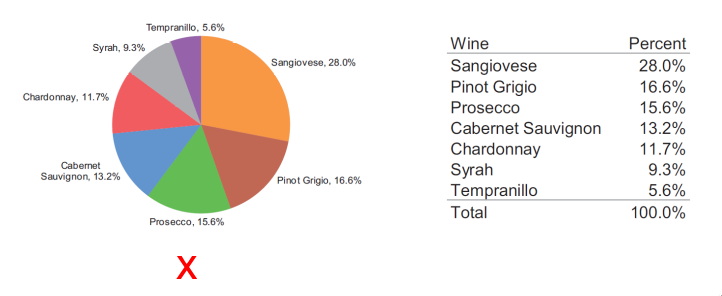 Tempranillo, 5.6%
Syrah, 9.3%
Sangiovese, 28.0%
Chardonnay, 11.7%
Cabernet
Sauvignon, 13.2%
Pinot Grigio, 16.6%
Prosecco, 15.6%
X
Wine Percent
Sangiovese 28.0%
Pinot Grigio 16.6%
Prosecco 15.6%
Cabernet Sauvignon 13.2%
Chardonnay 11.7%
Syrah 9.3%
Tempranillo 5.6%
Total 100.0%